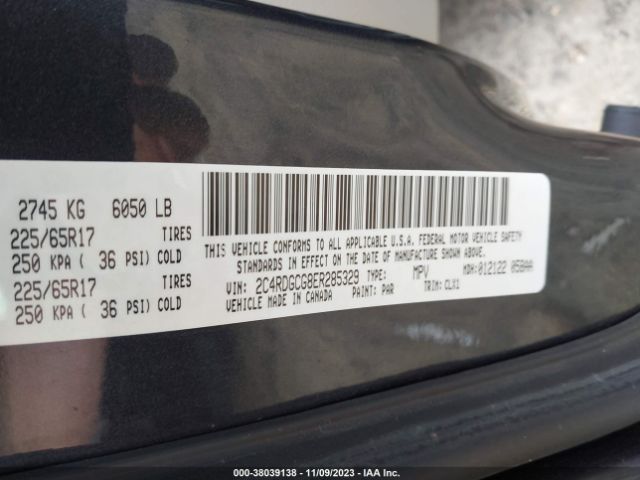 2745 KG 6050 LB
225/65R17 TIRES
250 KPA ( 36 PSI) COLD
225/65R17 TIRES
250 KPA ( 36 PSI) COLD
THIS VEHICLE CONFORMS TO ALL APPLICABLE U.S.A. FEDERAL MOTOR VEHICLE SAFETY
STANDARDS IN EFFECT ON THE DATE OF MANUFACTURE SHOWN ABOVE.
VIN: 2C4RDGCG8ER285329 TYPE: MPV MDH: 012122 058AA
VEHICLE MADE IN CANADA PAINT: PAR TRIM: CLX1
000-38039138 - 11/09/2023 - IAA Inc.